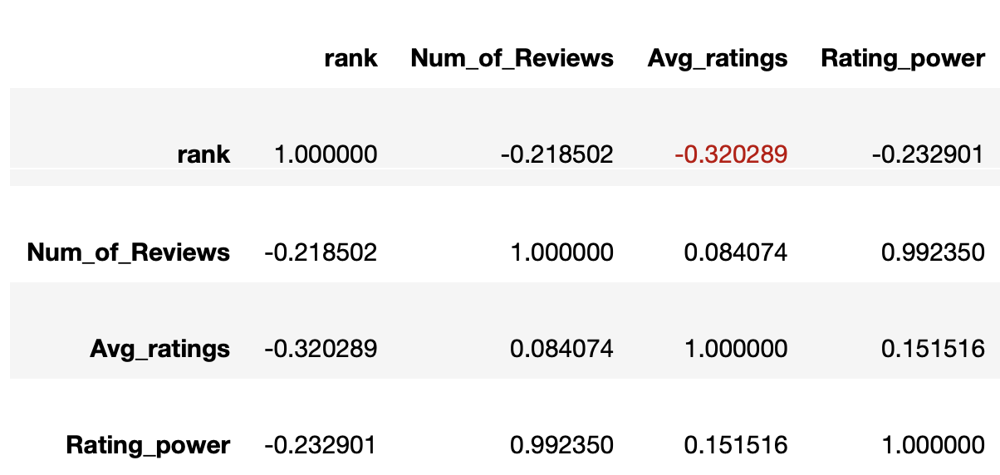 rank Num_of_Reviews Avg_ratings Rating_power
rank 1.000000 -0.218502 -0.320289 -0.232901
Num_of_Reviews -0.218502 1.000000 0.084074 0.992350
Avg_ratings -0.320289 0.084074 1.000000 0.151516
Rating_power -0.232901 0.992350 0.151516 1.000000